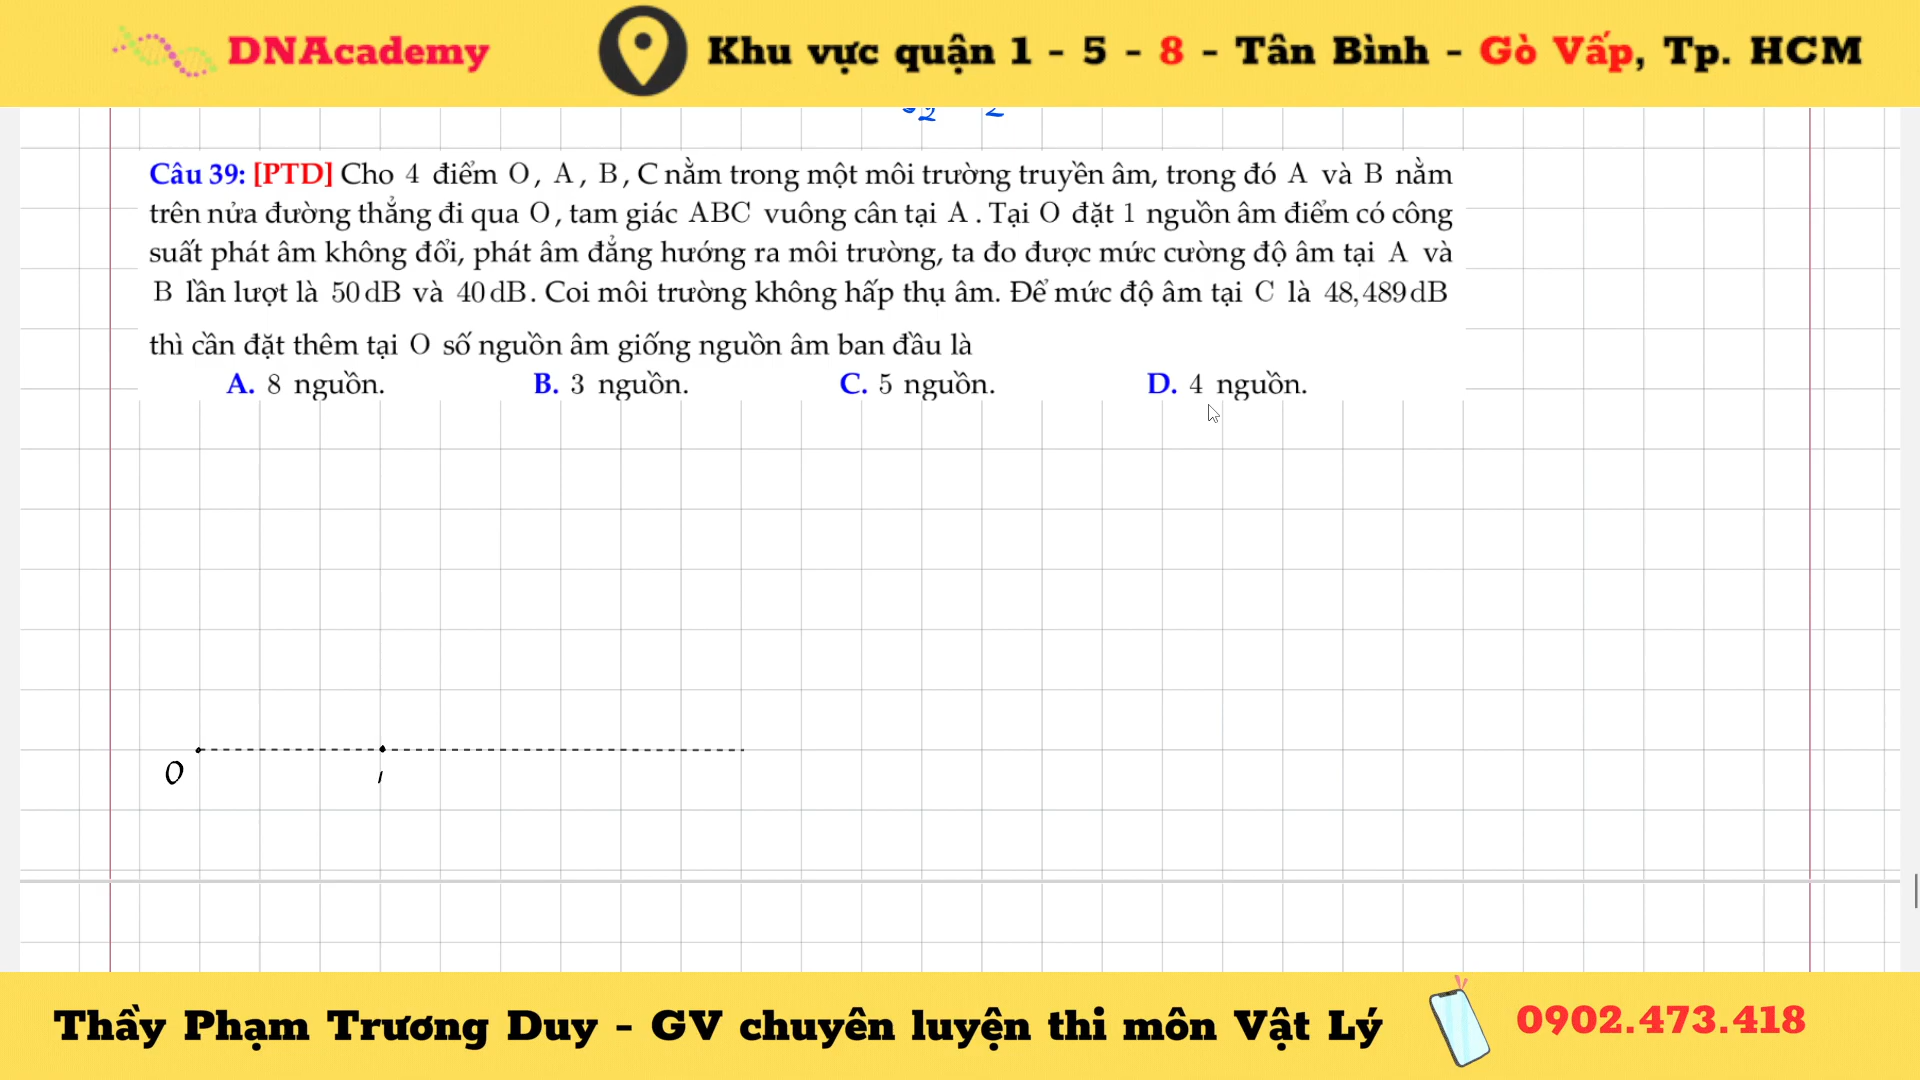 DNAcademy
Khu vực quận 1 - 5 - 8 - Tân Bình - Gò Vấp, Tp. HCM
Câu 39: [PTD] Cho 4 điểm O, A, B, C nằm trong một môi trường truyền âm, trong đó A và B nằm
trên nửa đường thẳng đi qua O, tam giác ABC vuông cân tại A. Tại O đặt 1 nguồn âm điểm có công
suất phát âm không đổi, phát âm đẳng hướng ra môi trường, ta đo được mức cường độ âm tại A và
B lần lượt là 50 dB và 40 dB. Coi môi trường không hấp thụ âm. Để mức độ âm tại C là 48,489 dB
thì cần đặt thêm tại O số nguồn âm giống nguồn âm ban đầu là
A. 8 nguồn. B. 3 nguồn. C. 5 nguồn. D. 4 nguồn.
O
Thầy Phạm Trương Duy - GV chuyên luyện thi môn Vật Lý
0902.473.418